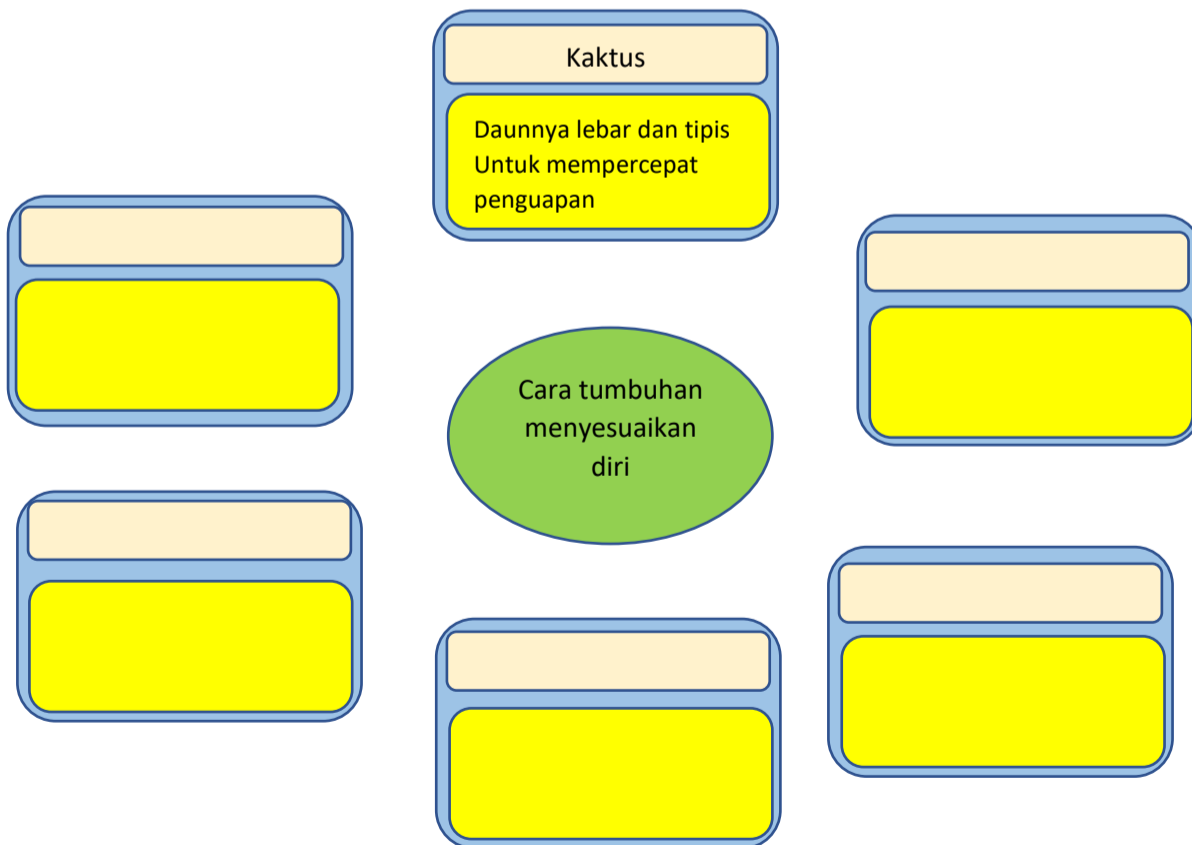 Kaktus
Daunnya lebar dan tipis
Untuk mempercepat
penguapan
Cara tumbuhan
menyesuaikan
diri